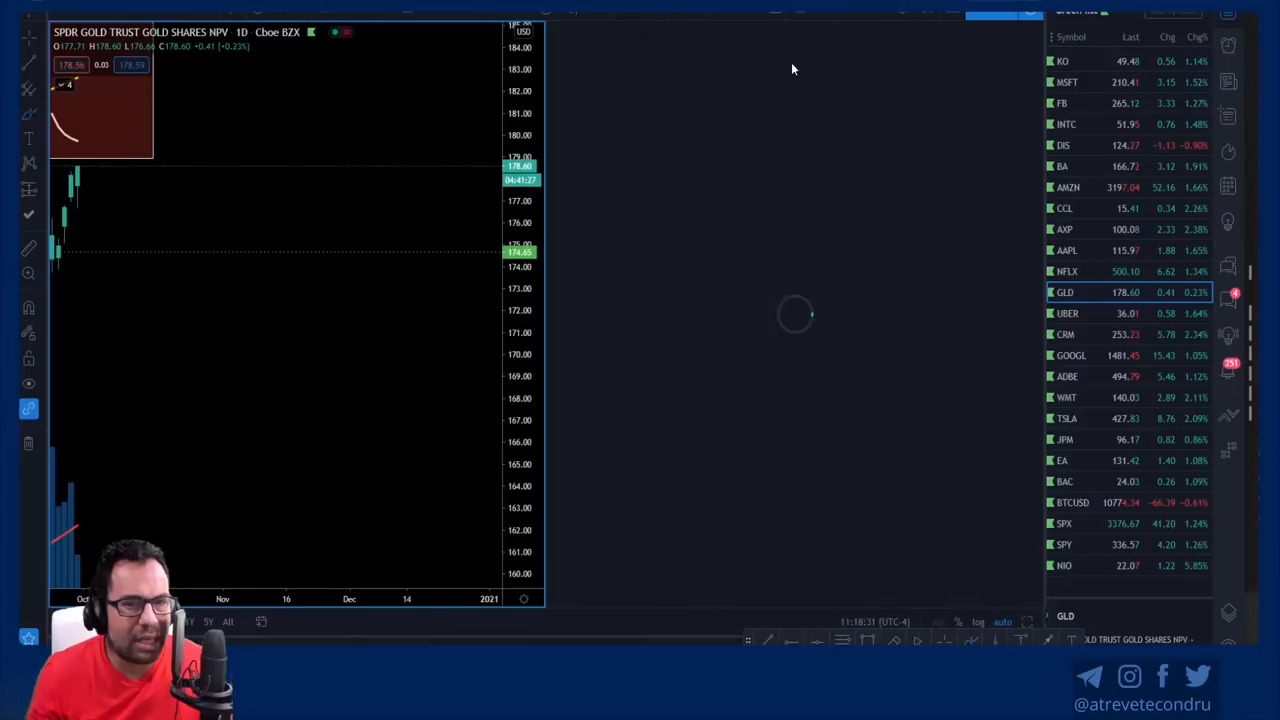 SPDR GOLD TRUST GOLD SHARES NPV · 1D · Cboe BZX
O177.71 H178.60 L176.66 C178.60 +0.41 (+0.23%)
178.56 0.03 178.59
4
USD
184.00
183.00
182.00
181.00
180.00
179.00
178.60
04:41:27
177.00
176.00
175.00
174.65
174.00
173.00
172.00
171.00
170.00
169.00
168.00
167.00
166.00
165.00
164.00
163.00
162.00
161.00
160.00
Nov 16 Dec 14 2021
5Y All
11:18:31 (UTC-4) % log auto
Symbol Last Chg Chg%
KO 49.48 0.56 1.14%
MSFT 210.41 3.15 1.52%
FB 265.12 3.33 1.27%
INTC 51.95 0.76 1.48%
DIS 124.27 -1.13 -0.90%
BA 166.72 3.12 1.91%
AMZN 3197.04 52.16 1.66%
CCL 15.41 0.34 2.26%
AXP 100.08 2.33 2.38%
AAPL 115.97 1.88 1.65%
NFLX 500.10 6.62 1.34%
GLD 178.60 0.41 0.23%
UBER 36.01 0.58 1.64%
CRM 253.23 5.78 2.34%
GOOGL 1481.45 15.43 1.05%
ADBE 494.79 5.46 1.12%
WMT 140.03 2.89 2.11%
TSLA 427.83 8.76 2.09%
JPM 96.17 0.82 0.86%
EA 131.42 1.40 1.08%
BAC 24.03 0.26 1.09%
BTCUSD 10774.34 -66.39 -0.61%
SPX 3376.67 41.20 1.24%
SPY 336.57 4.20 1.26%
NIO 22.07 1.22 5.85%
GLD
LD TRUST GOLD SHARES NPV
4
251
@atrevetecondru